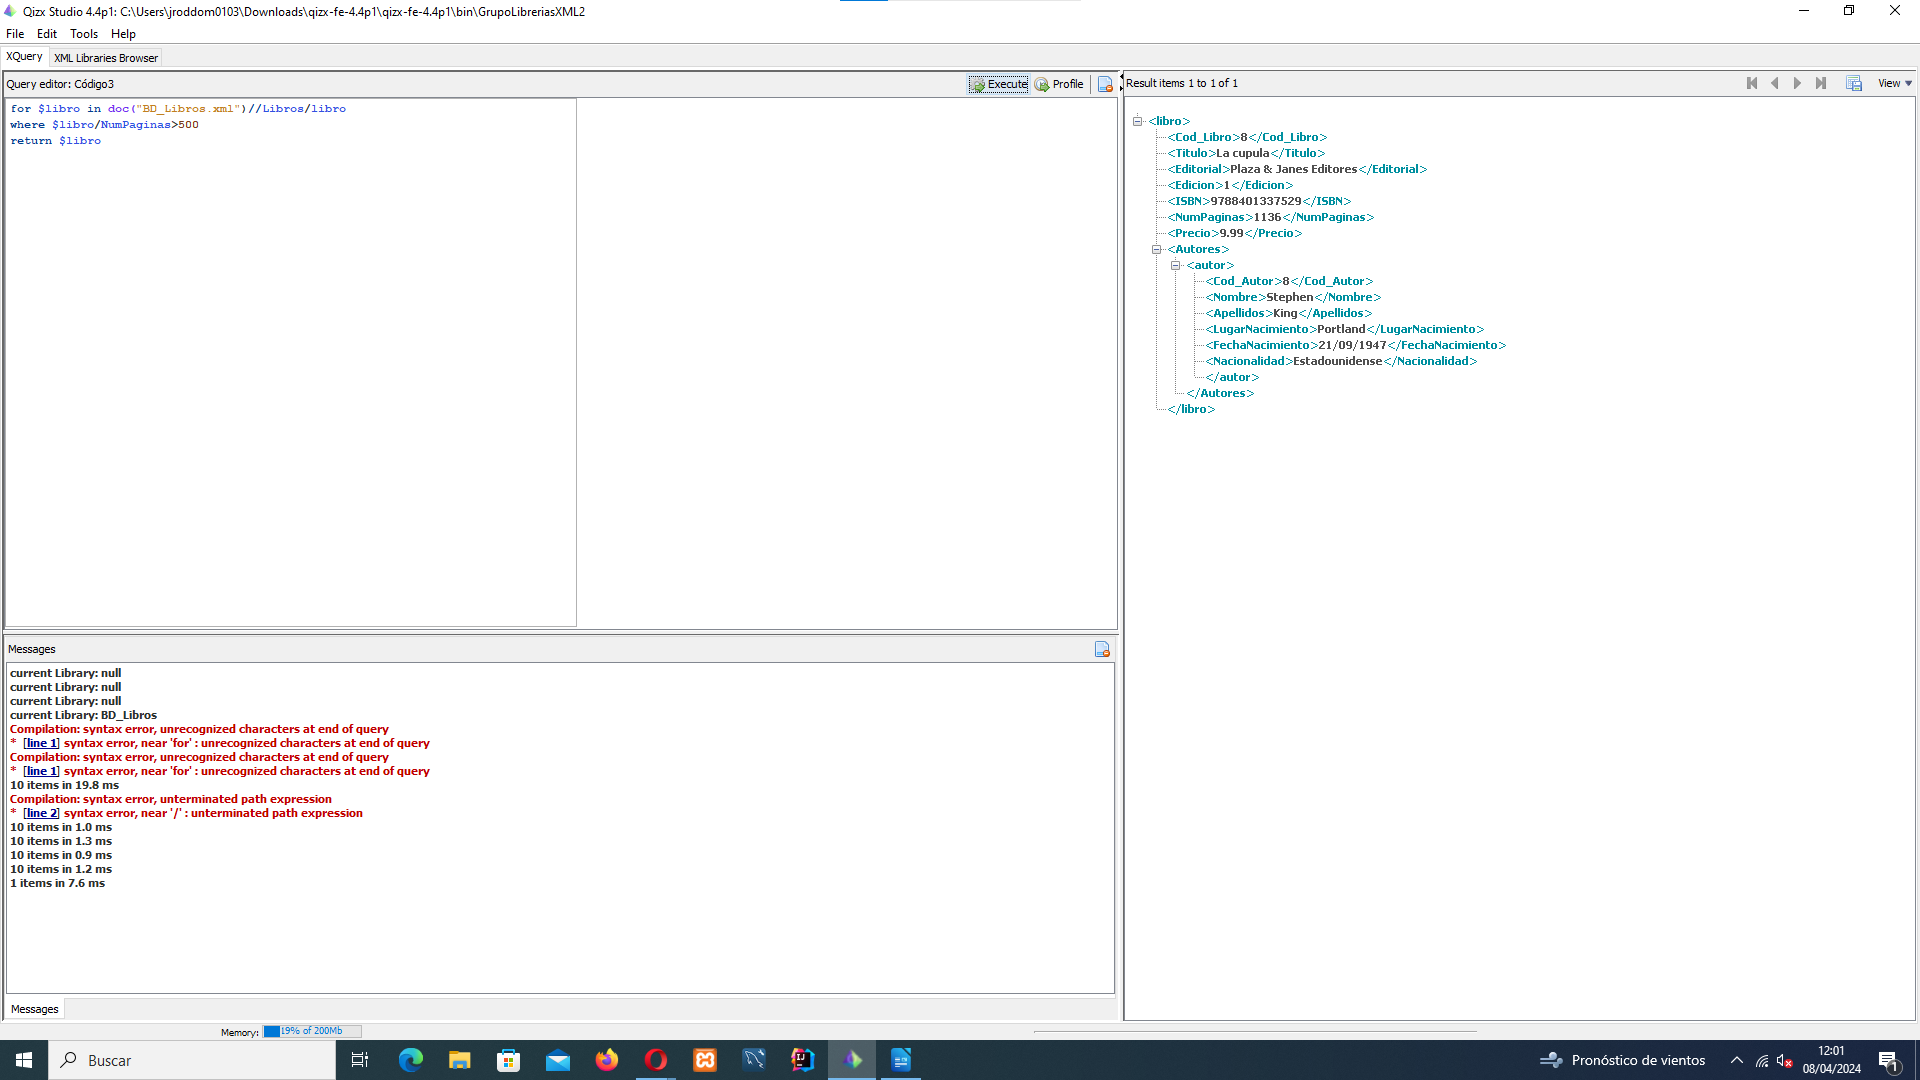 Qizx Studio 4.4p1: C:\Users\jroddom0103\Downloads\qizx-fe-4.4p1\qizx-fe-4.4p1\bin\GrupoLibreriasXML2
File Edit Tools Help
XQuery XML Libraries Browser
Query editor: Código3 Execute Profile
for $libro in doc("BD_Libros.xml")//Libros/libro
where $libro/NumPaginas>500
return $libro
Messages
current Library: null
current Library: null
current Library: null
current Library: BD_Libros
Compilation: syntax error, unrecognized characters at end of query
* [line 1] syntax error, near 'for' : unrecognized characters at end of query
Compilation: syntax error, unrecognized characters at end of query
* [line 1] syntax error, near 'for' : unrecognized characters at end of query
10 items in 19.8 ms
Compilation: syntax error, unterminated path expression
* [line 2] syntax error, near '/' : unterminated path expression
10 items in 1.0 ms
10 items in 1.3 ms
10 items in 0.9 ms
10 items in 1.2 ms
1 items in 7.6 ms
Messages
Memory: 19% of 200Mb
Result items 1 to 1 of 1 View
<libro>
<Cod_Libro>8</Cod_Libro>
<Titulo>La cupula</Titulo>
<Editorial>Plaza & Janes Editores</Editorial>
<Edicion>1</Edicion>
<ISBN>9788401337529</ISBN>
<NumPaginas>1136</NumPaginas>
<Precio>9.99</Precio>
<Autores>
<autor>
<Cod_Autor>8</Cod_Autor>
<Nombre>Stephen</Nombre>
<Apellidos>King</Apellidos>
<LugarNacimiento>Portland</LugarNacimiento>
<FechaNacimiento>21/09/1947</FechaNacimiento>
<Nacionalidad>Estadounidense</Nacionalidad>
</autor>
</Autores>
</libro>
Buscar
Pronóstico de vientos
12:01
08/04/2024
1